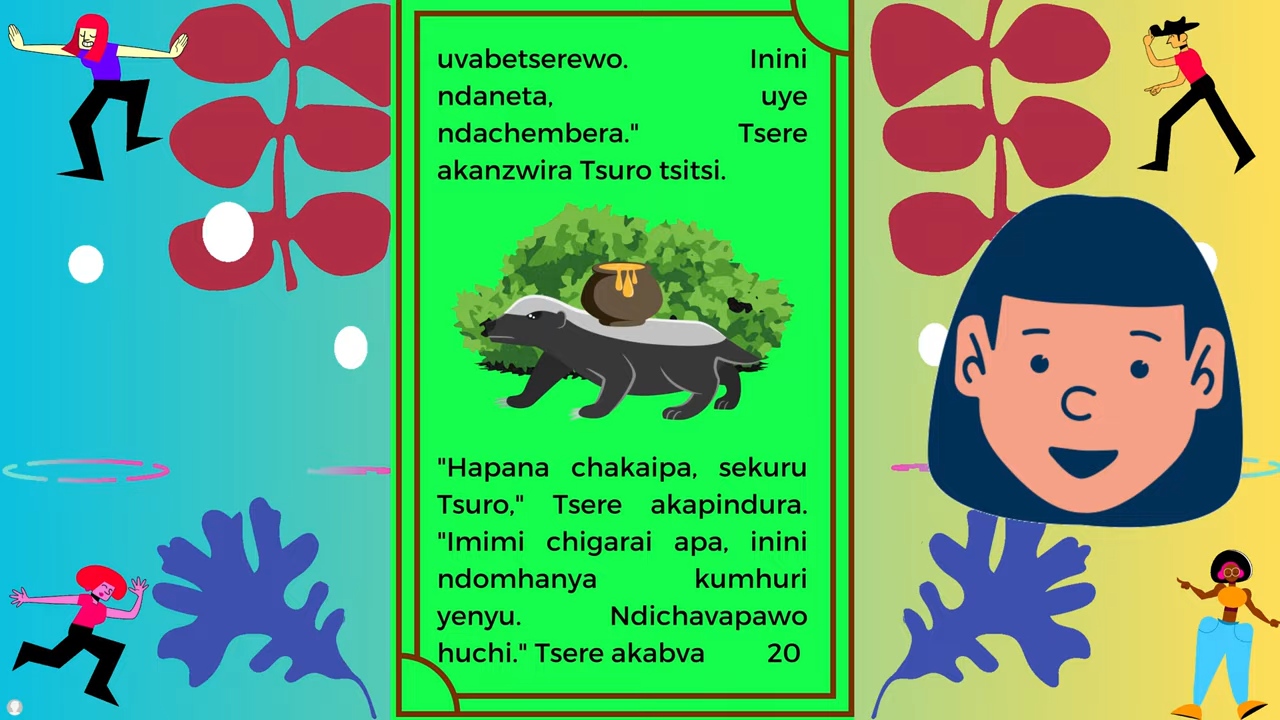 uvabetserewo. Inini
ndaneta, uye
ndachembera." Tsere
akanzwira Tsuro tsitsi.
"Hapana chakaipa, sekuru
Tsuro," Tsere akapindura.
"Imimi chigarai apa, inini
ndomhanya kumhuri
yenyu. Ndichavapawo
huchi." Tsere akabva 20